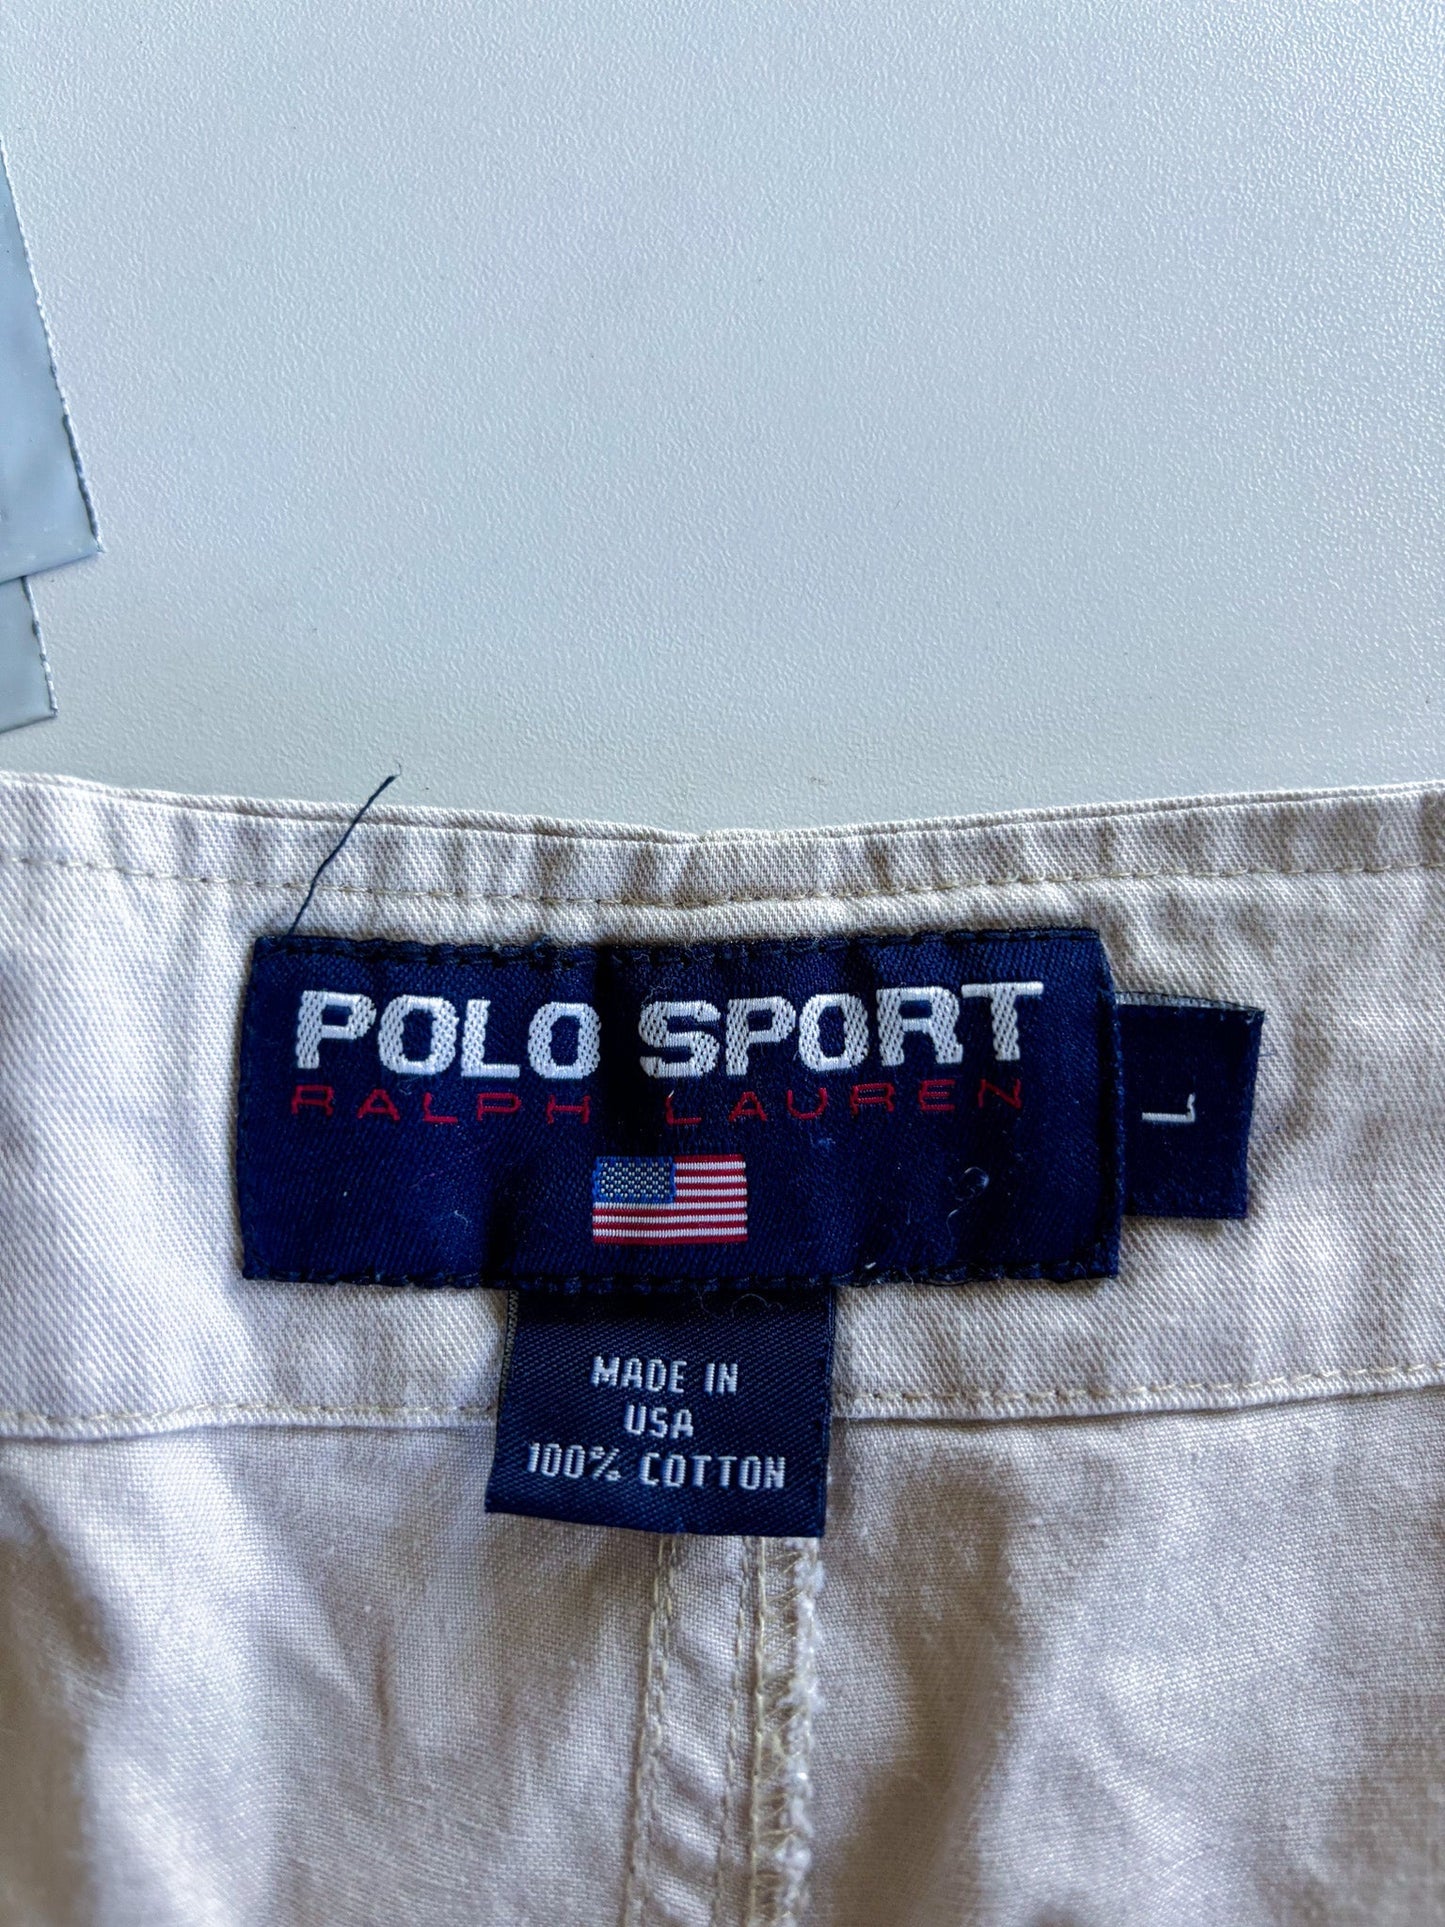 POLO SPORT
RALPH LAUREN
L
MADE IN
USA
100% COTTON